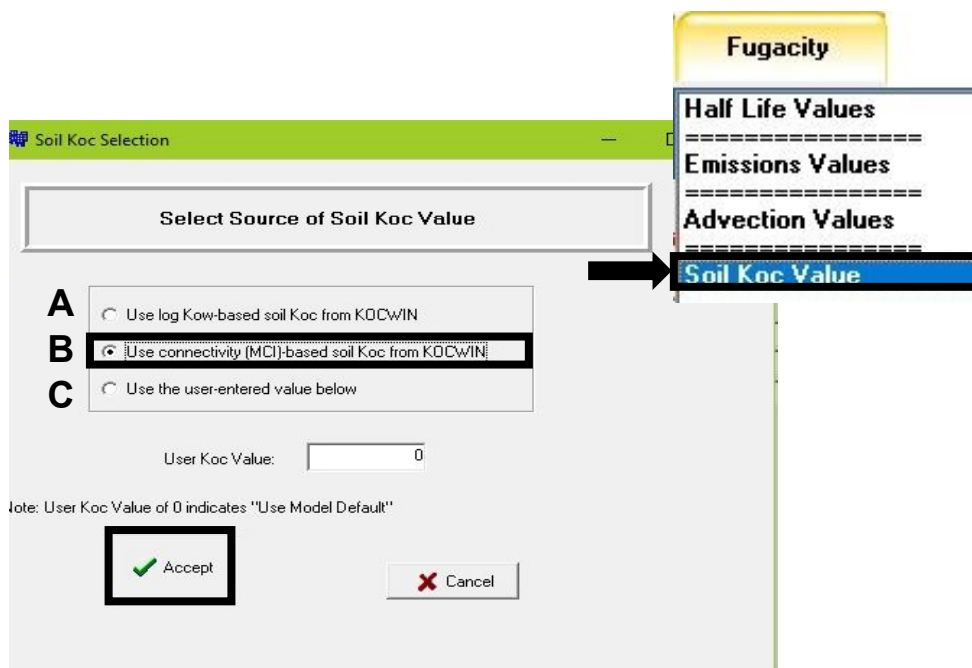 Fugacity
Half Life Values
=================
Emissions Values
=================
Advection Values
=================
Soil Koc Value
Soil Koc Selection
Select Source of Soil Koc Value
A Use log Kow-based soil Koc from KOCWIN
B Use connectivity (MCI)-based soil Koc from KOCWIN
C Use the user-entered value below
User Koc Value: 0
Note: User Koc Value of 0 indicates "Use Model Default"
Accept
Cancel